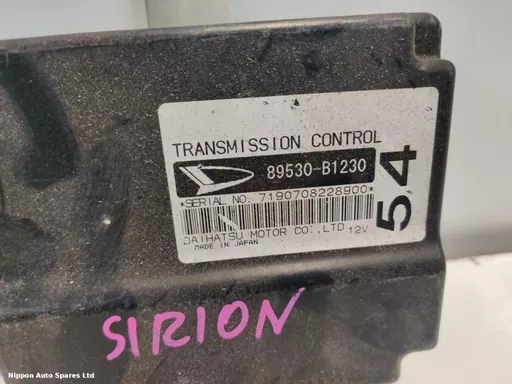 TRANSMISSION CONTROL
89530-B1230
*SERIAL NO. 7190708228900*
DAIHATSU MOTOR CO.,LTD 12V
MADE IN JAPAN
54
SIRION
Nippon Auto Spares Ltd